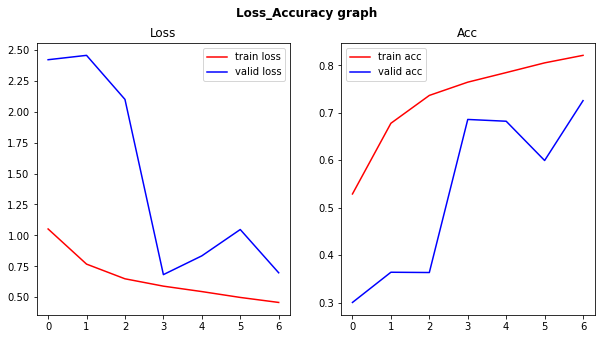 Loss_Accuracy graph
Loss
2.50
2.25
2.00
1.75
1.50
1.25
1.00
0.75
0.50
0 1 2 3 4 5 6
train loss
valid loss
Acc
0.8
0.7
0.6
0.5
0.4
0.3
0 1 2 3 4 5 6
train acc
valid acc